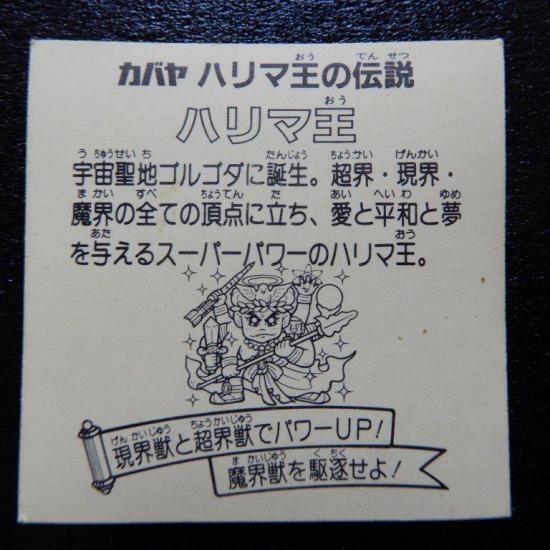 カバヤ ハリマ王の伝説
ハリマ王
宇宙聖地ゴルゴダに誕生。超界・現界・
魔界の全ての頂点に立ち、愛と平和と夢
を与えるスーパーパワーのハリマ王。
現界獣と超界獣でパワーUP!
魔界獣を駆逐せよ!